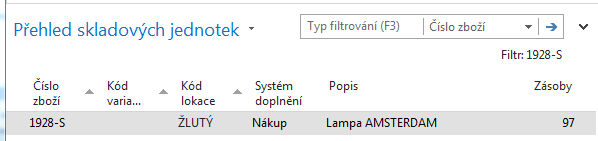 Přehled skladových jednotek
Typ filtrování (F3) Číslo zboží
Filtr: 1928-S
Číslo zboží Kód varia... Kód lokace Systém doplnění Popis Zásoby
1928-S ŽLUTÝ Nákup Lampa AMSTERDAM 97